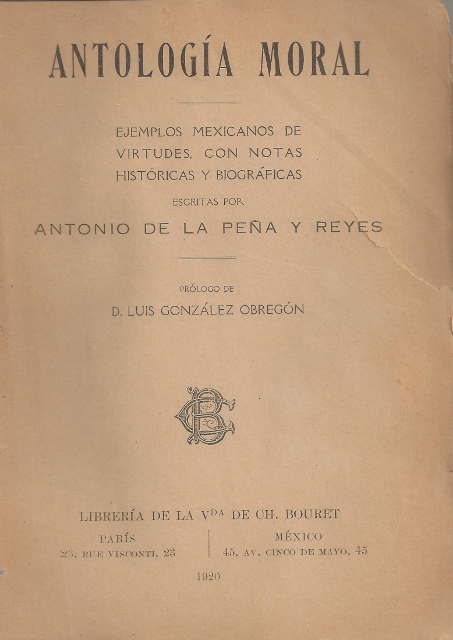 ANTOLOGÍA MORAL
EJEMPLOS MEXICANOS DE
VIRTUDES, CON NOTAS
HISTÓRICAS Y BIOGRÁFICAS
ESCRITAS POR
ANTONIO DE LA PEÑA Y REYES
PRÓLOGO DE
D. LUIS GONZÁLEZ OBREGÓN
CB
LIBRERÍA DE LA VDA DE CH. BOURET
PARÍS
23, RUE VISCONTI, 23
MÉXICO
45, AV. CINCO DE MAYO, 45
1920